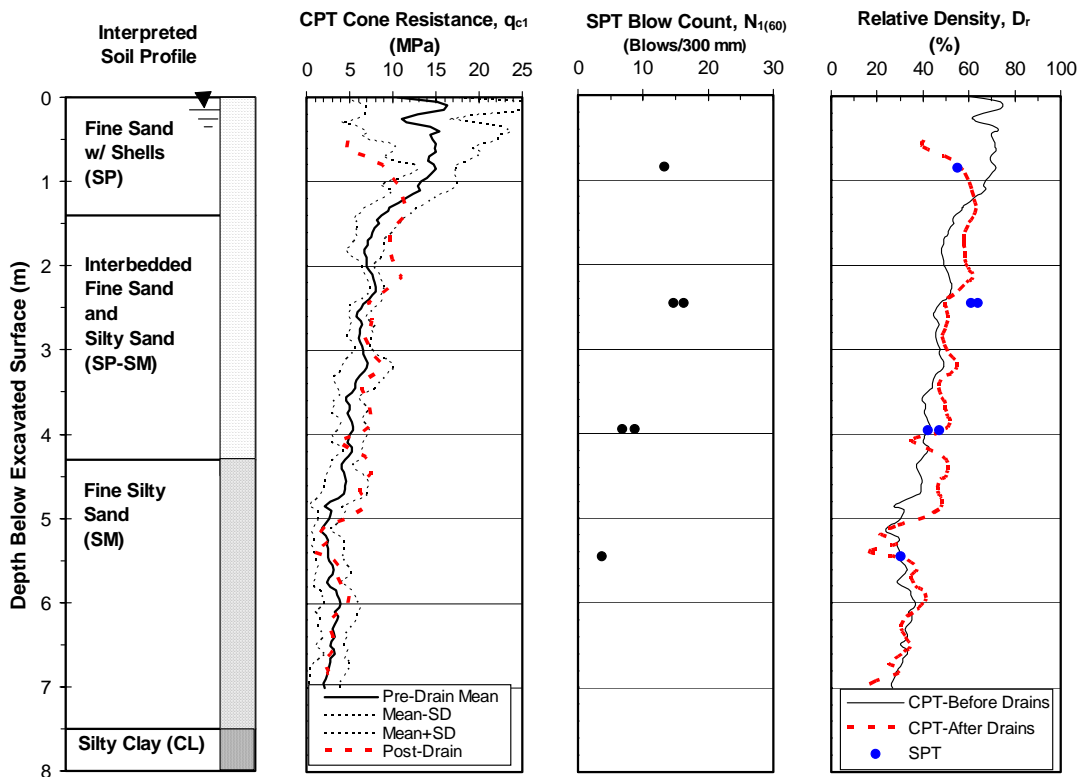 Interpreted
Soil Profile
CPT Cone Resistance, qc1
(MPa)
SPT Blow Count, N1(60)
(Blows/300 mm)
Relative Density, Dr
(%)
0 5 10 15 20 25
0 10 20 30
0 20 40 60 80 100
Depth Below Excavated Surface (m)
0
1
2
3
4
5
6
7
8
Fine Sand
w/ Shells
(SP)
Interbedded
Fine Sand
and
Silty Sand
(SP-SM)
Fine Silty
Sand
(SM)
Silty Clay (CL)
Pre-Drain Mean
Mean-SD
Mean+SD
Post-Drain
CPT-Before Drains
CPT-After Drains
SPT